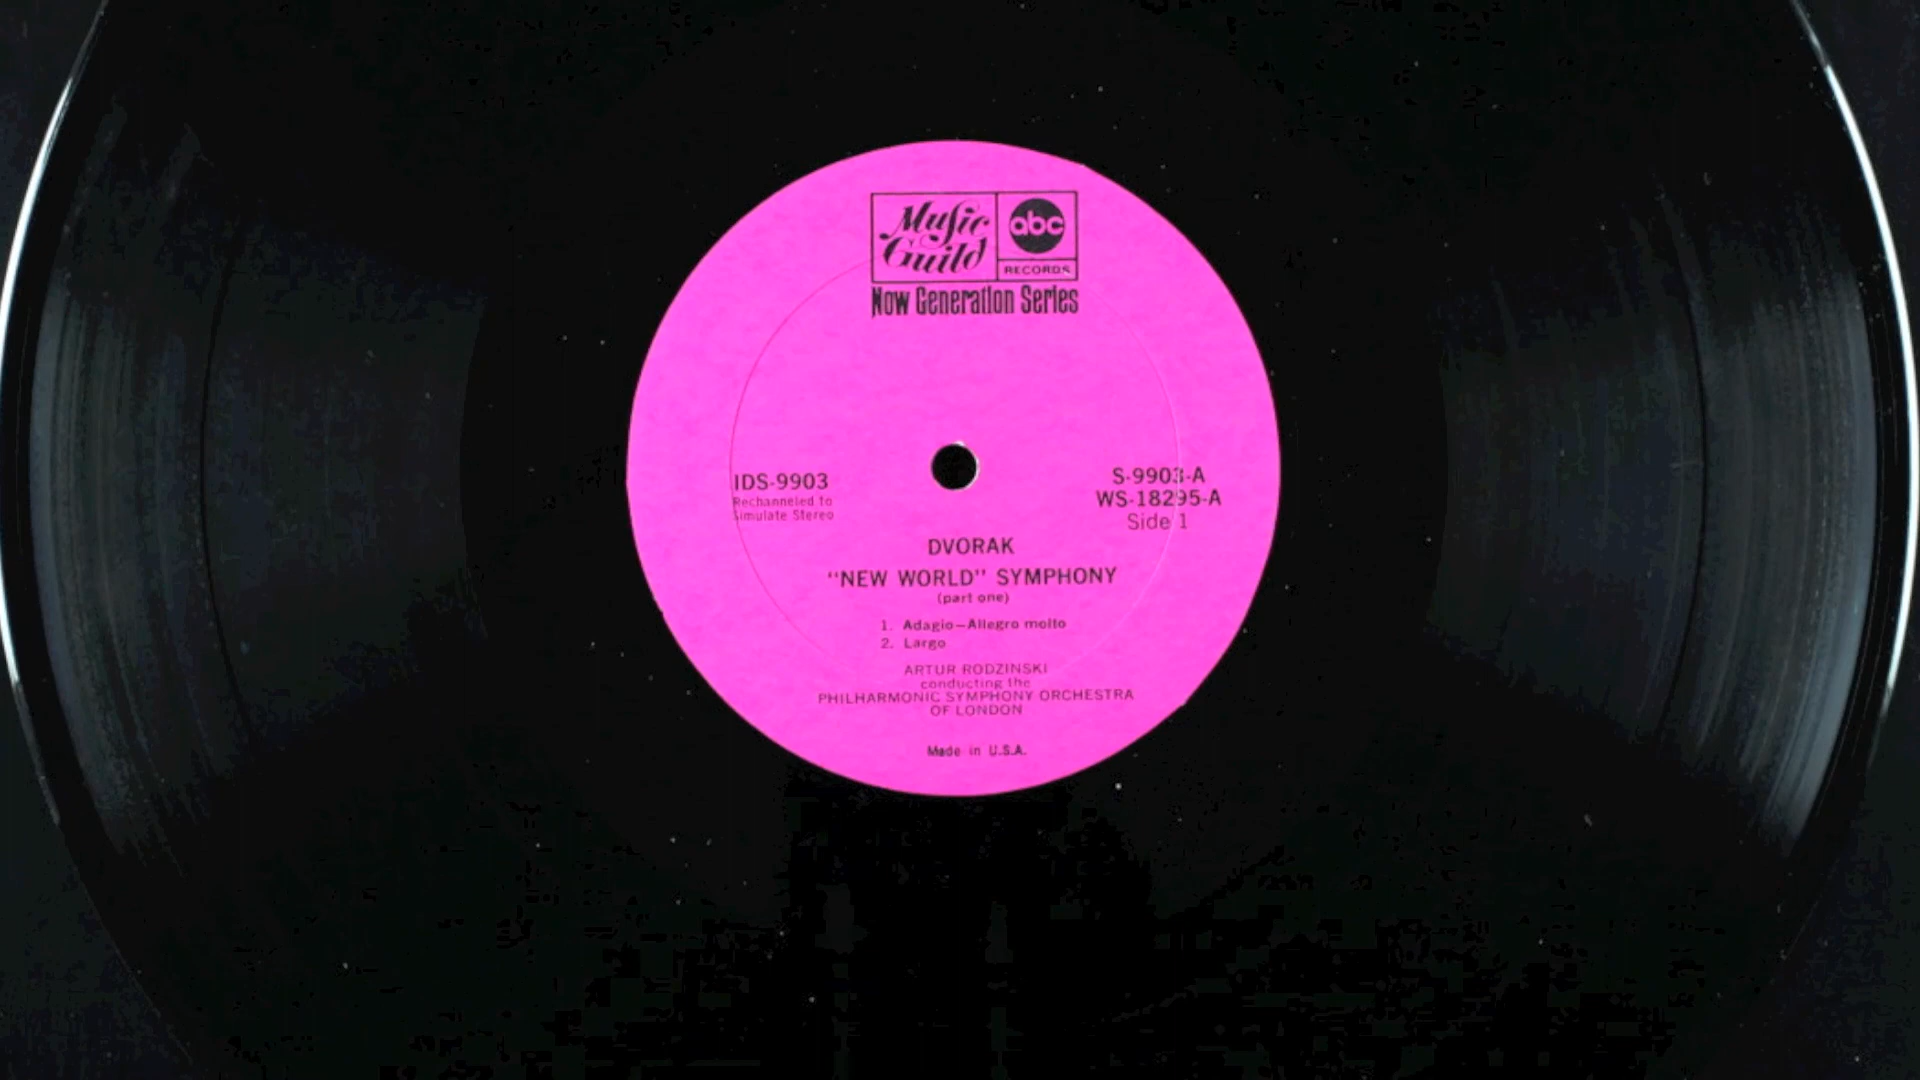 Music
Guild
abc
RECORDS
Now Generation Series
IDS-9903
Rechanneled to
Simulate Stereo
S-9903-A
WS-18295-A
Side 1
DVORAK
"NEW WORLD" SYMPHONY
(part one)
1. Adagio—Allegro molto
2. Largo
ARTUR RODZINSKI
conducting the
PHILHARMONIC SYMPHONY ORCHESTRA
OF LONDON
Made in U.S.A.